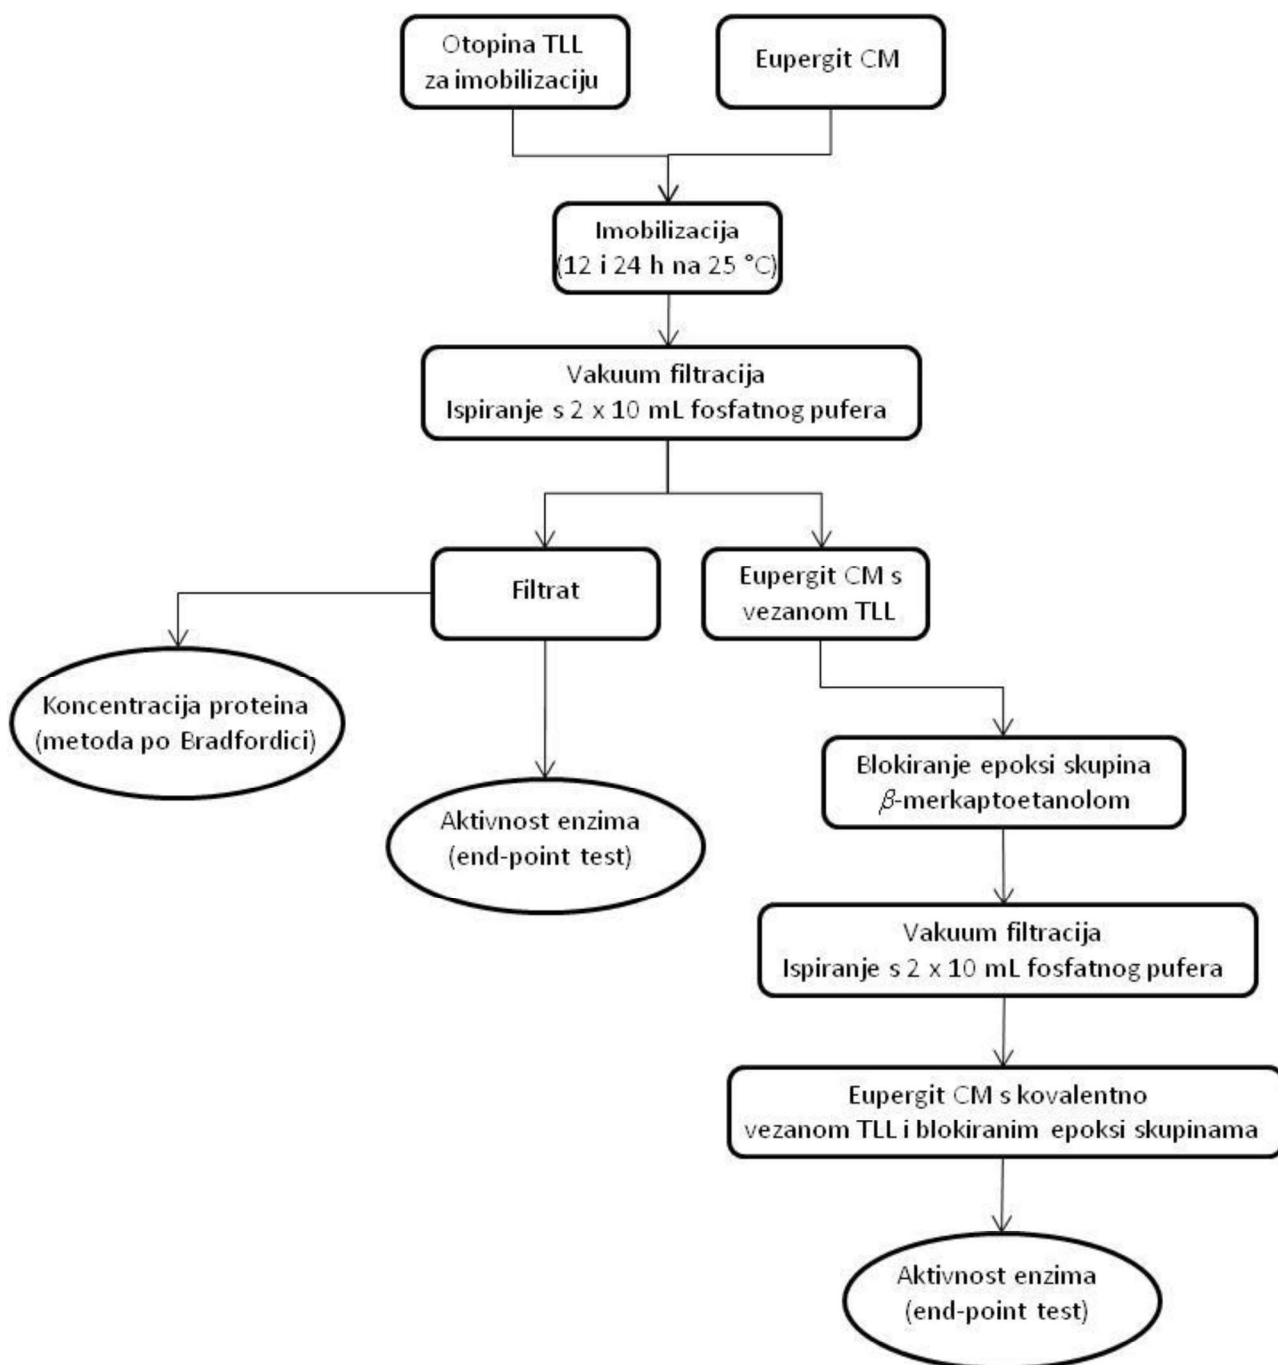 Otopina TLL
za imobilizaciju
Eupergit CM
Imobilizacija
(12 i 24 h na 25 °C)
Vakuum filtracija
Ispiranje s 2 x 10 mL fosfatnog pufera
Filtrat
Eupergit CM s
vezanom TLL
Koncentracija proteina
(metoda po Bradfordici)
Aktivnost enzima
(end-point test)
Blokiranje epoksi skupina
β-merkaptoetanolom
Vakuum filtracija
Ispiranje s 2 x 10 mL fosfatnog pufera
Eupergit CM s kovalentno
vezanom TLL i blokiranim epoksi skupinama
Aktivnost enzima
(end-point test)